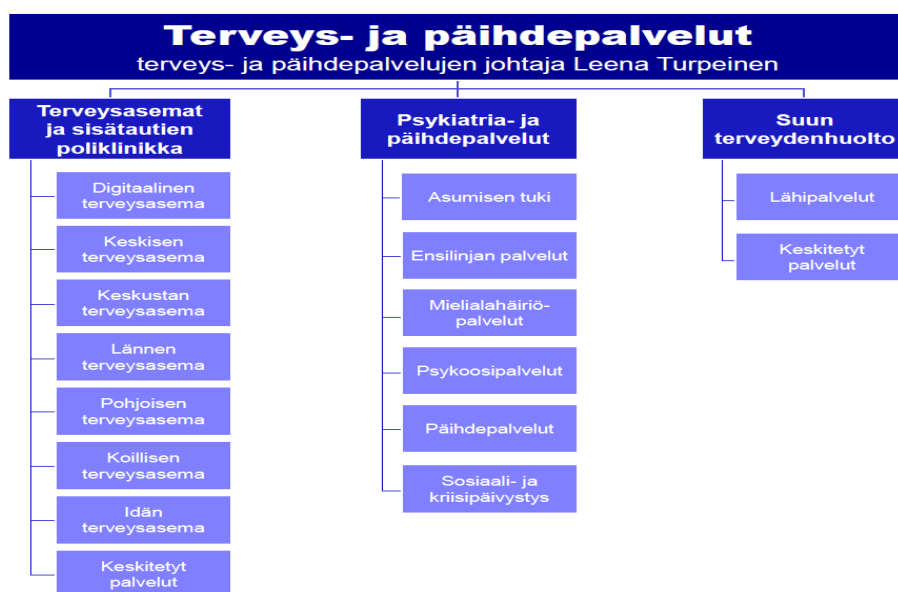 Terveys- ja päihdepalvelut
terveys- ja päihdepalvelujen johtaja Leena Turpeinen
Terveysasemat
ja sisätautien
poliklinikka
Digitaalinen
terveysasema
Keskisen
terveysasema
Keskustan
terveysasema
Lännen
terveysasema
Pohjoisen
terveysasema
Koillisen
terveysasema
Idän
terveysasema
Keskitetyt
palvelut
Psykiatria- ja
päihdepalvelut
Asumisen tuki
Ensilinjan palvelut
Mielialahäiriö-
palvelut
Psykoosipalvelut
Päihdepalvelut
Sosiaali- ja
kriisipäivystys
Suun
terveydenhuolto
Lähipalvelut
Keskitetyt
palvelut